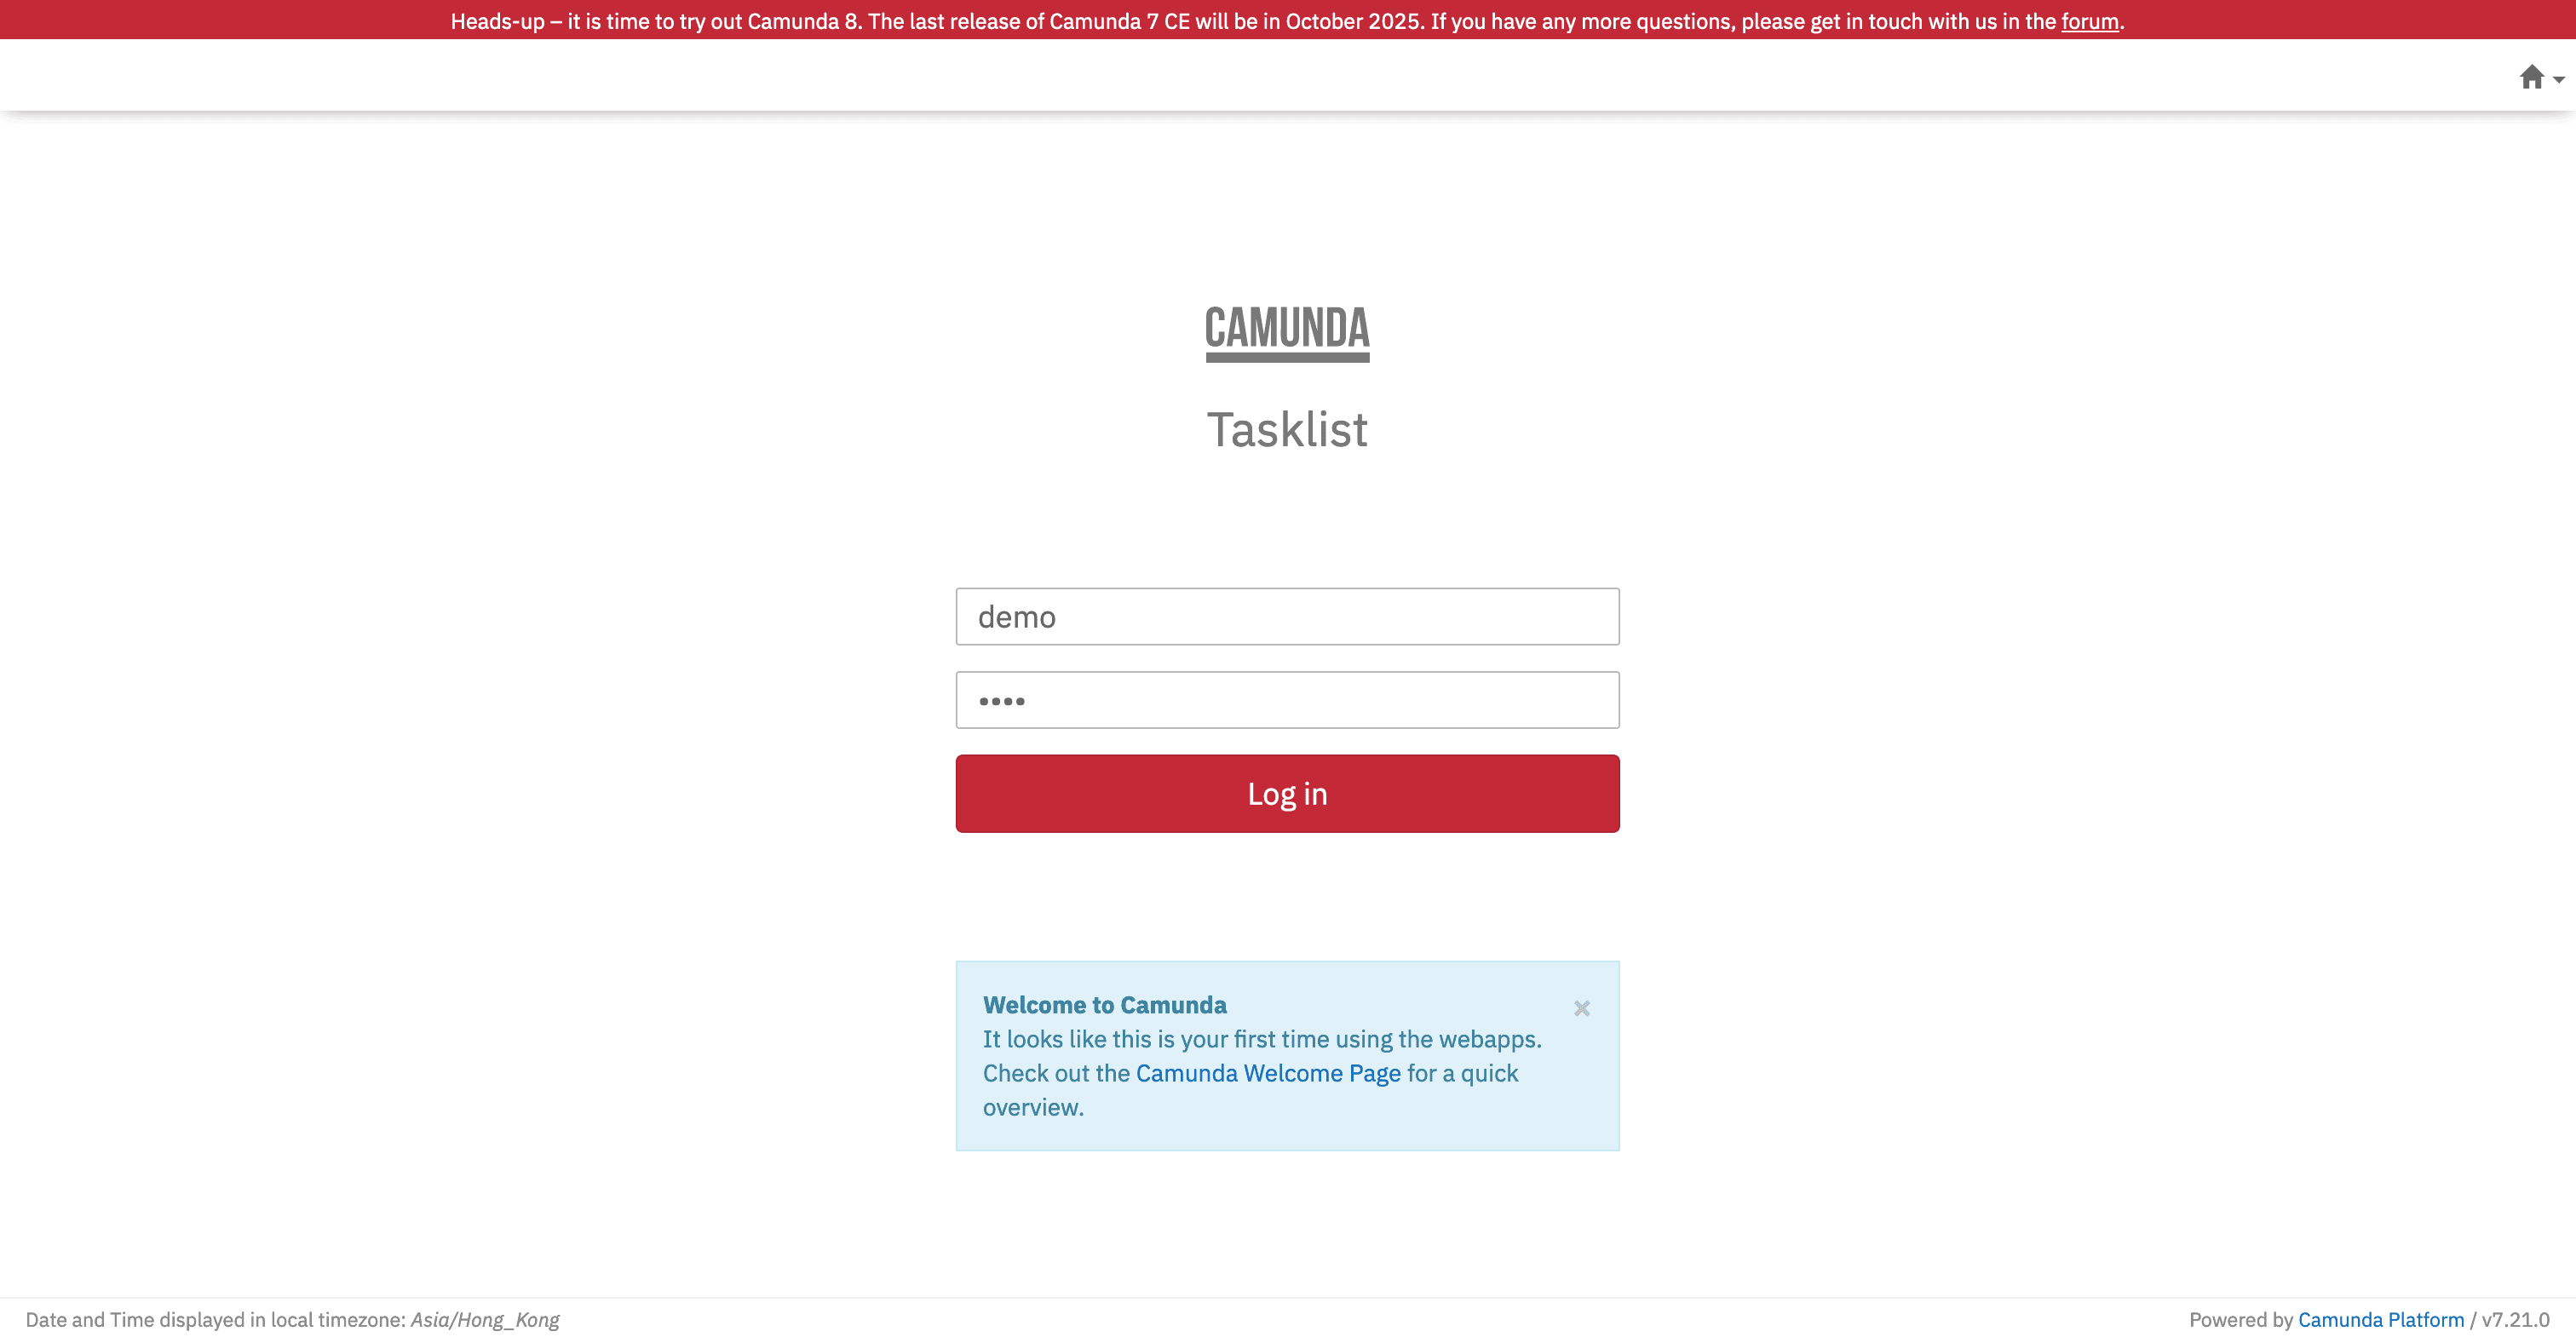 Heads-up – it is time to try out Camunda 8. The last release of Camunda 7 CE will be in October 2025. If you have any more questions, please get in touch with us in the forum.
CAMUNDA
Tasklist
demo
••••
Log in
Welcome to Camunda
×
It looks like this is your first time using the webapps.
Check out the Camunda Welcome Page for a quick
overview.
Date and Time displayed in local timezone: Asia/Hong_Kong
Powered by Camunda Platform / v7.21.0